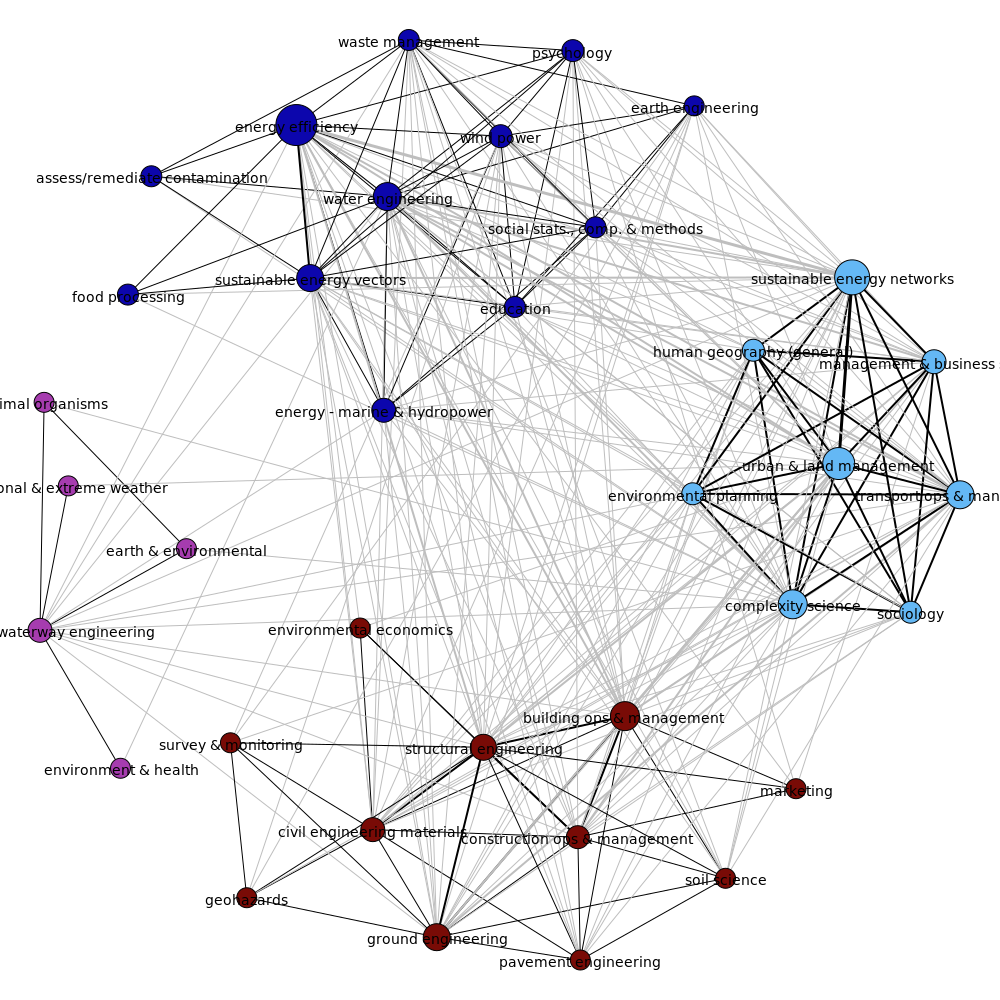 waste management
psychology
earth engineering
energy efficiency
wind power
assess/remediate contamination
water engineering
social stats., comp. & methods
sustainable energy vectors
sustainable energy networks
food processing
education
human geography (general)
management & business
imal organisms
energy - marine & hydropower
urban & land management
onal & extreme weather
environmental planning
transport ops & man
earth & environmental
complexity science
sociology
waterway engineering
environmental economics
building ops & management
survey & monitoring
structural engineering
environment & health
marketing
civil engineering materials
construction ops & management
soil science
geohazards
ground engineering
pavement engineering